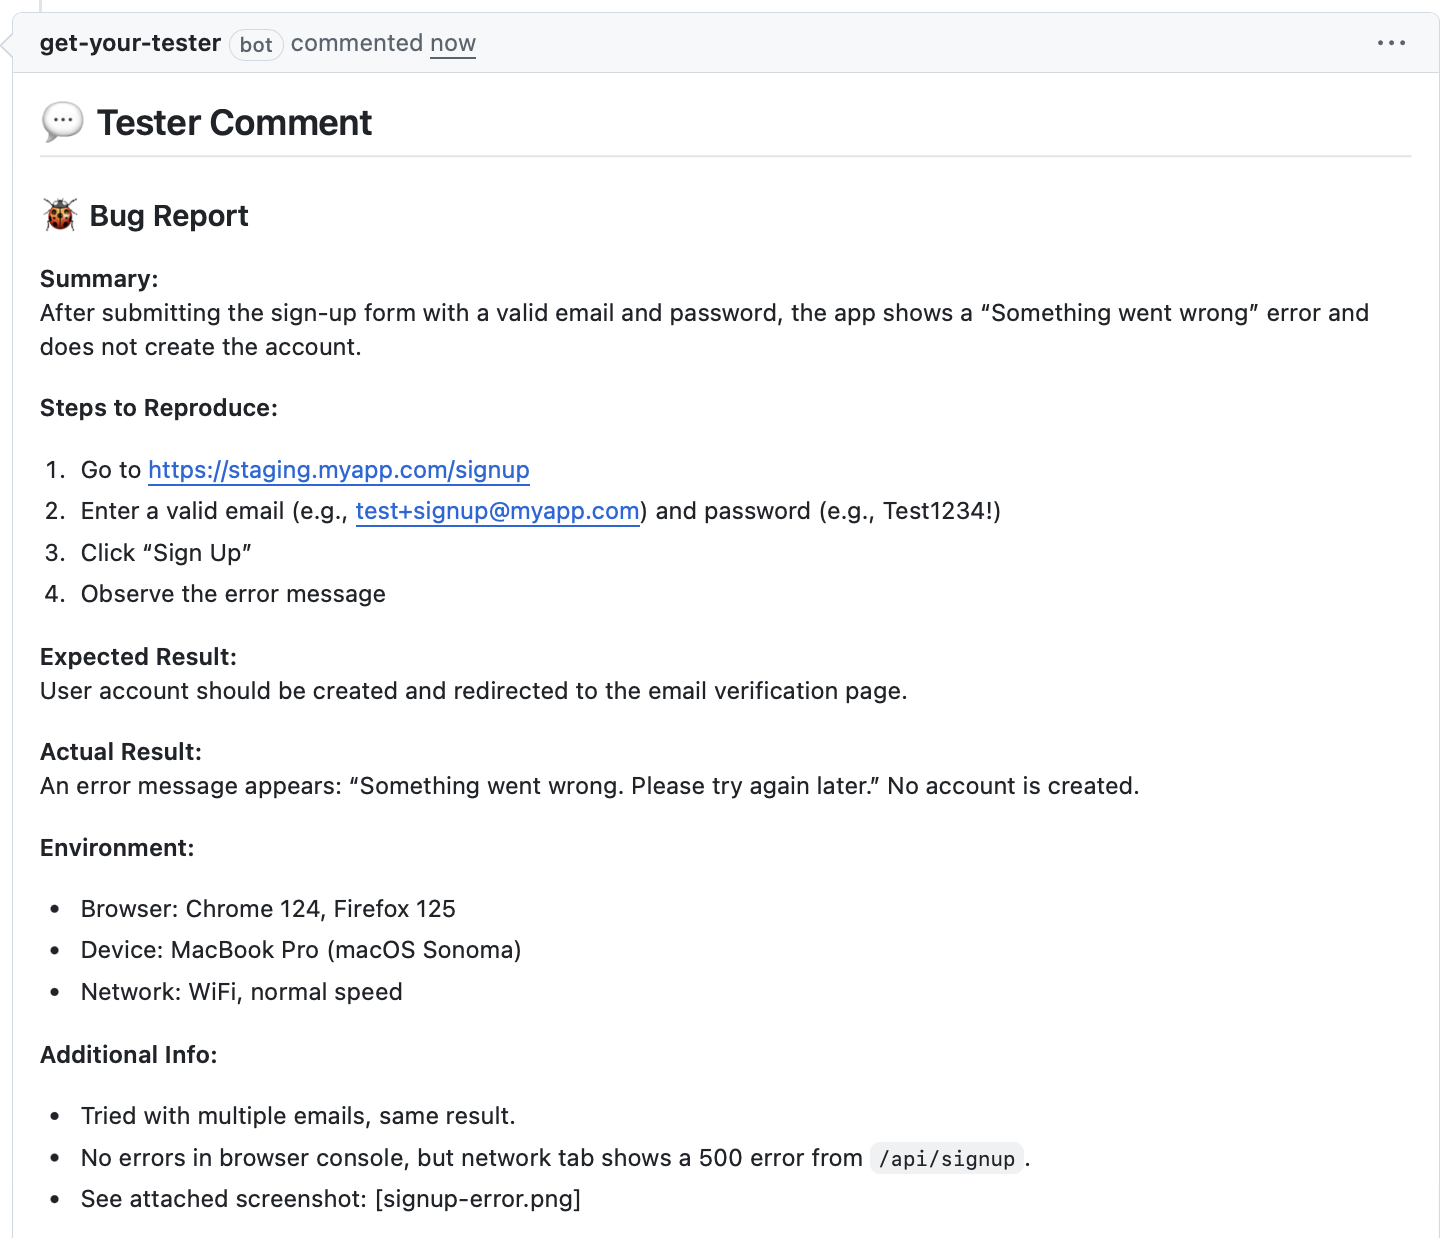 get-your-tester bot commented now
Tester Comment
Bug Report
Summary:
After submitting the sign-up form with a valid email and password, the app shows a “Something went wrong” error and
does not create the account.
Steps to Reproduce:
1. Go to https://staging.myapp.com/signup
2. Enter a valid email (e.g., test+signup@myapp.com) and password (e.g., Test1234!)
3. Click “Sign Up”
4. Observe the error message
Expected Result:
User account should be created and redirected to the email verification page.
Actual Result:
An error message appears: “Something went wrong. Please try again later.” No account is created.
Environment:
• Browser: Chrome 124, Firefox 125
• Device: MacBook Pro (macOS Sonoma)
• Network: WiFi, normal speed
Additional Info:
• Tried with multiple emails, same result.
• No errors in browser console, but network tab shows a 500 error from /api/signup.
• See attached screenshot: [signup-error.png]